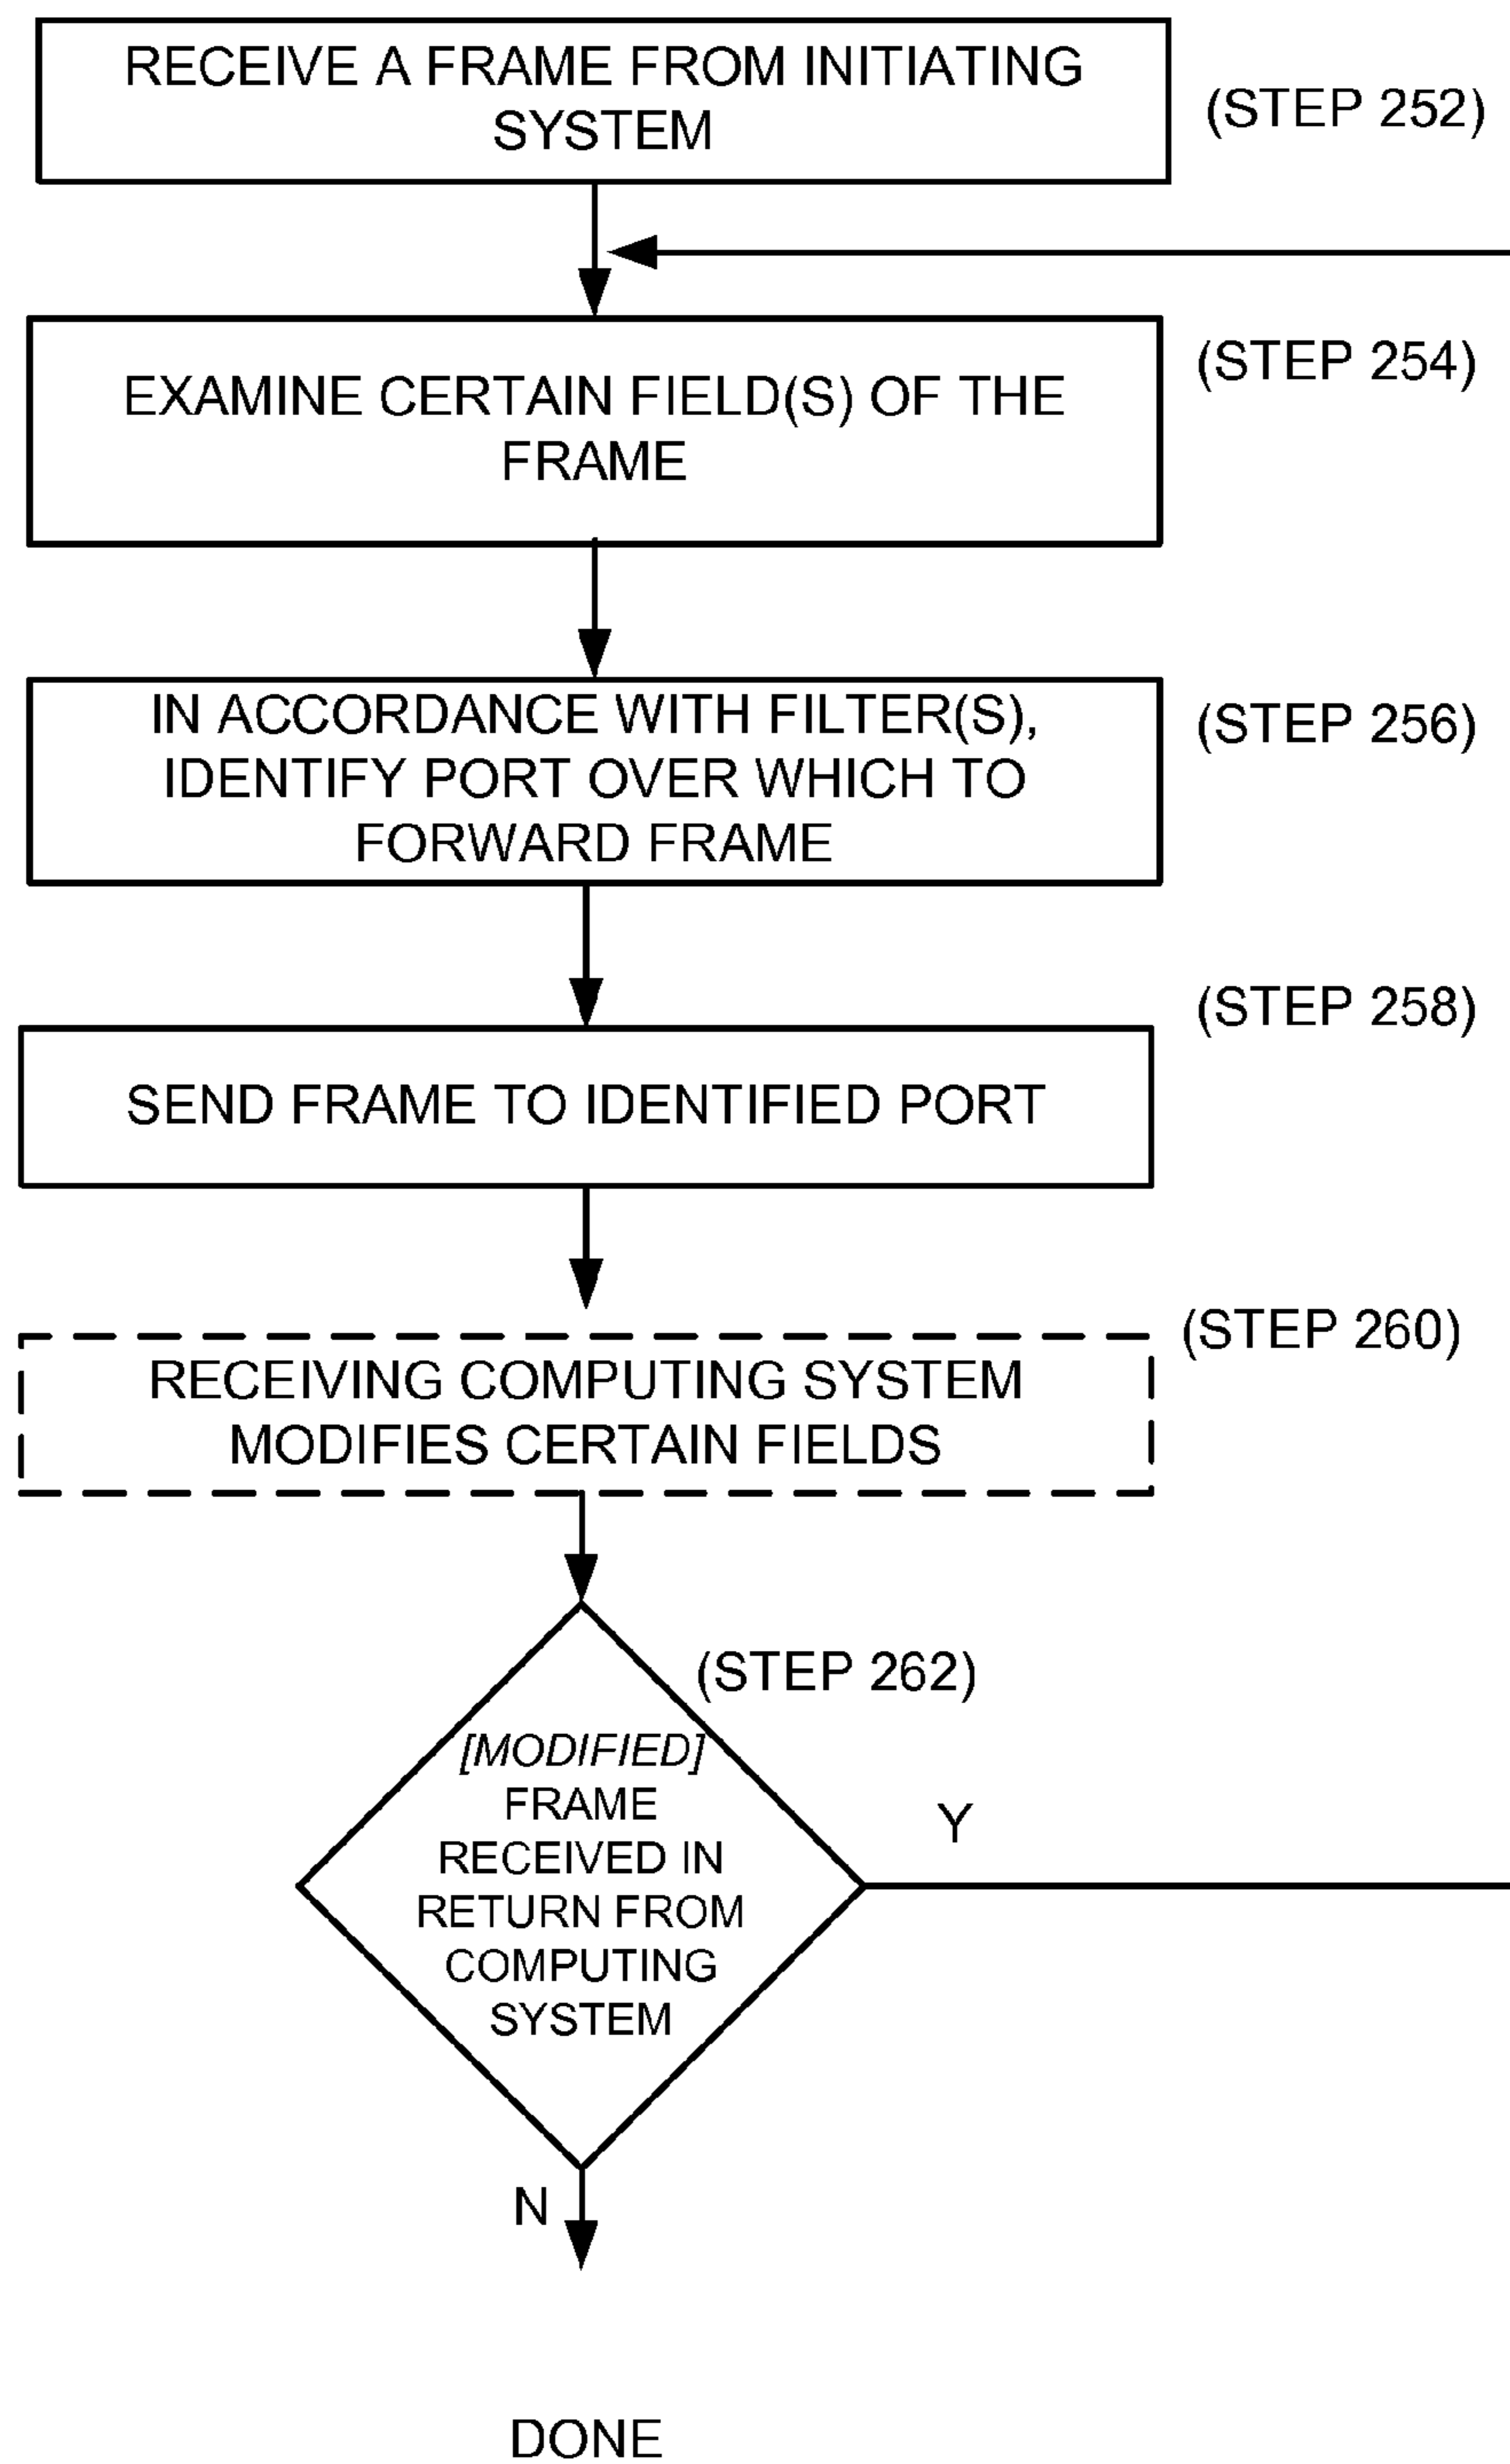 RECEIVE A FRAME FROM INITIATING
SYSTEM
(STEP 252)
EXAMINE CERTAIN FIELD(S) OF THE
FRAME
(STEP 254)
IN ACCORDANCE WITH FILTER(S),
IDENTIFY PORT OVER WHICH TO
FORWARD FRAME
(STEP 256)
SEND FRAME TO IDENTIFIED PORT
(STEP 258)
RECEIVING COMPUTING SYSTEM
MODIFIES CERTAIN FIELDS
(STEP 260)
(STEP 262)
[MODIFIED]
FRAME
RECEIVED IN
RETURN FROM
COMPUTING
SYSTEM
Y
N
DONE